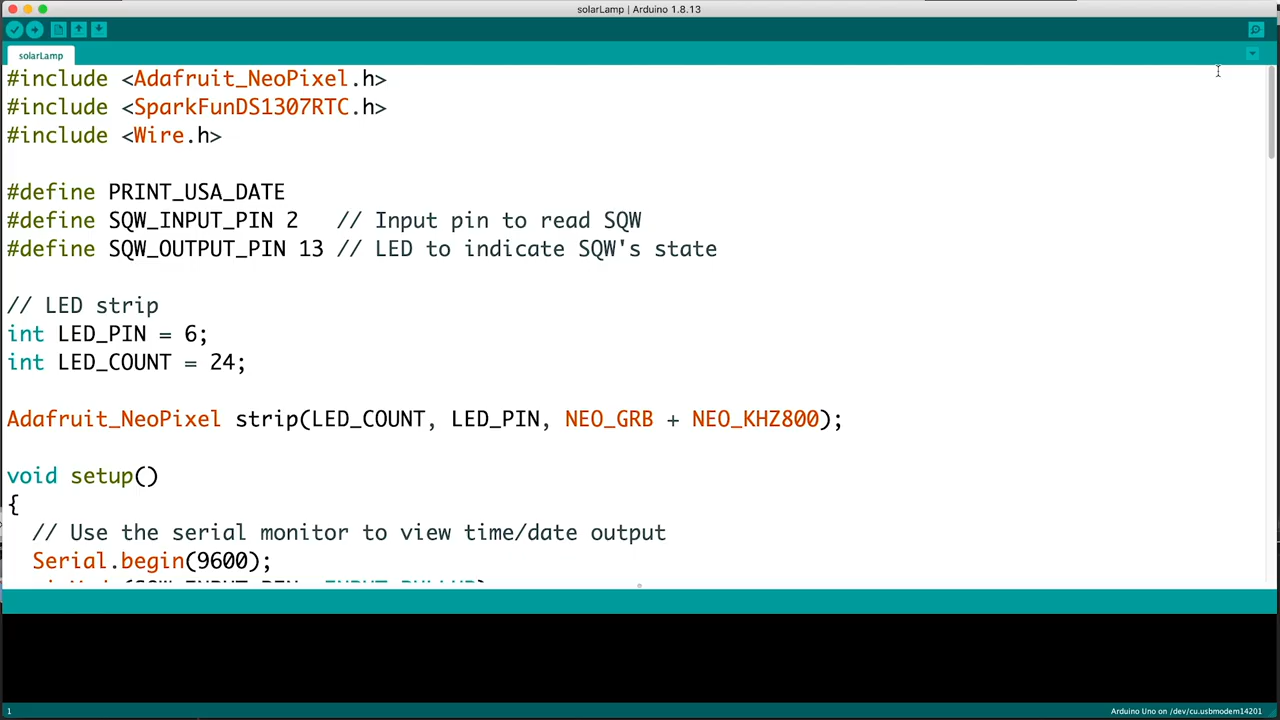 solarLamp | Arduino 1.8.13
solarLamp
#include <Adafruit_NeoPixel.h>
#include <SparkFunDS1307RTC.h>
#include <Wire.h>
#define PRINT_USA_DATE
#define SQW_INPUT_PIN 2 // Input pin to read SQW
#define SQW_OUTPUT_PIN 13 // LED to indicate SQW's state
// LED strip
int LED_PIN = 6;
int LED_COUNT = 24;
Adafruit_NeoPixel strip(LED_COUNT, LED_PIN, NEO_GRB + NEO_KHZ800);
void setup()
{
// Use the serial monitor to view time/date output
Serial.begin(9600);
1
Arduino Uno on /dev/cu.usbmodem14201